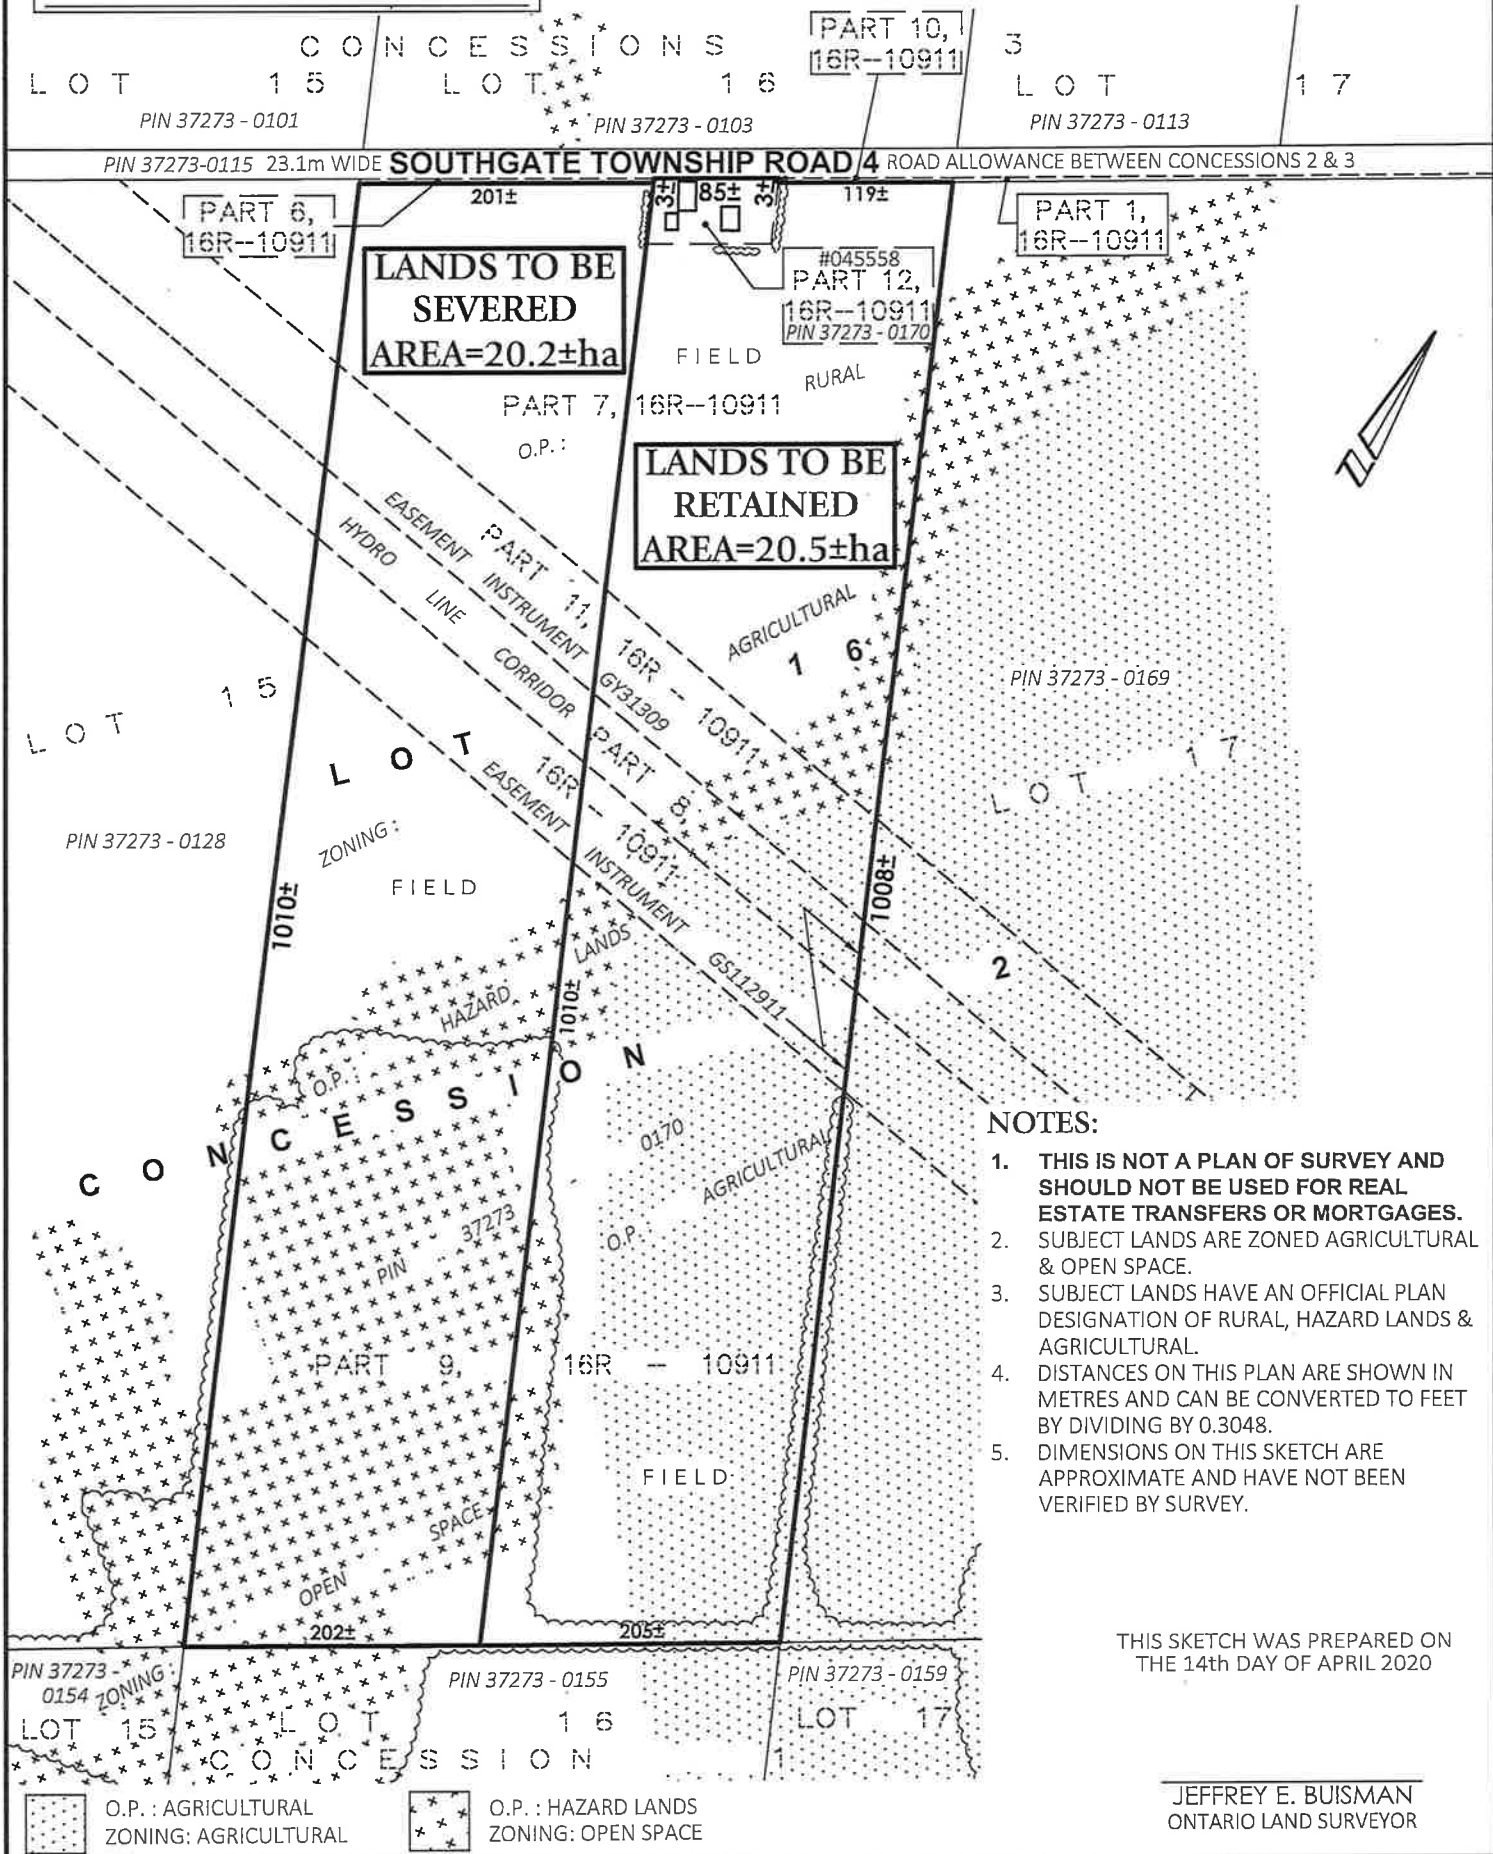 CONCESSIONS 3
LOT 15 LOT 16 LOT 17
PART 10,
16R--10911
PIN 37273 - 0101
PIN 37273 - 0103
PIN 37273 - 0113
PIN 37273-0115 23.1m WIDE SOUTHGATE TOWNSHIP ROAD 4 ROAD ALLOWANCE BETWEEN CONCESSIONS 2 & 3
201± 3± 85± 3± 119±
PART 6,
16R--10911
PART 1,
16R--10911
LANDS TO BE
SEVERED
AREA=20.2±ha
#045558
PART 12,
16R--10911
PIN 37273 - 0170
FIELD
RURAL
PART 7, 16R--10911
O.P. :
LANDS TO BE
RETAINED
AREA=20.5±ha
EASEMENT INSTRUMENT GY31309
PART 11, 16R -- 10911
HYDRO LINE CORRIDOR
PART 8,
16R -- 10911
EASEMENT INSTRUMENT GS112911
AGRICULTURAL
LOT 16
PIN 37273 - 0169
LOT 15
LOT 17
PIN 37273 - 0128
ZONING :
FIELD
1010±
1008±
1010±
HAZARD LANDS
O.P. :
CONCESSION 2
0170
AGRICULTURAL
O.P.
PIN 37273
PART 9, 16R -- 10911
FIELD
OPEN SPACE
202± 205±
NOTES:
1. THIS IS NOT A PLAN OF SURVEY AND
SHOULD NOT BE USED FOR REAL
ESTATE TRANSFERS OR MORTGAGES.
2. SUBJECT LANDS ARE ZONED AGRICULTURAL
& OPEN SPACE.
3. SUBJECT LANDS HAVE AN OFFICIAL PLAN
DESIGNATION OF RURAL, HAZARD LANDS &
AGRICULTURAL.
4. DISTANCES ON THIS PLAN ARE SHOWN IN
METRES AND CAN BE CONVERTED TO FEET
BY DIVIDING BY 0.3048.
5. DIMENSIONS ON THIS SKETCH ARE
APPROXIMATE AND HAVE NOT BEEN
VERIFIED BY SURVEY.
THIS SKETCH WAS PREPARED ON
THE 14th DAY OF APRIL 2020
PIN 37273 -
0154
ZONING :
PIN 37273 - 0155
PIN 37273 - 0159
LOT 15 LOT 16 LOT 17
CONCESSION 1
O.P. : AGRICULTURAL
ZONING: AGRICULTURAL
O.P. : HAZARD LANDS
ZONING: OPEN SPACE
JEFFREY E. BUISMAN
ONTARIO LAND SURVEYOR
N